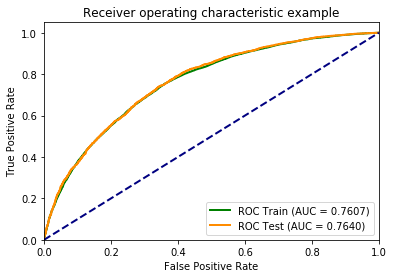 Receiver operating characteristic example
True Positive Rate
1.0
0.8
0.6
0.4
0.2
0.0
ROC Train (AUC = 0.7607)
ROC Test (AUC = 0.7640)
0.0 0.2 0.4 0.6 0.8 1.0
False Positive Rate